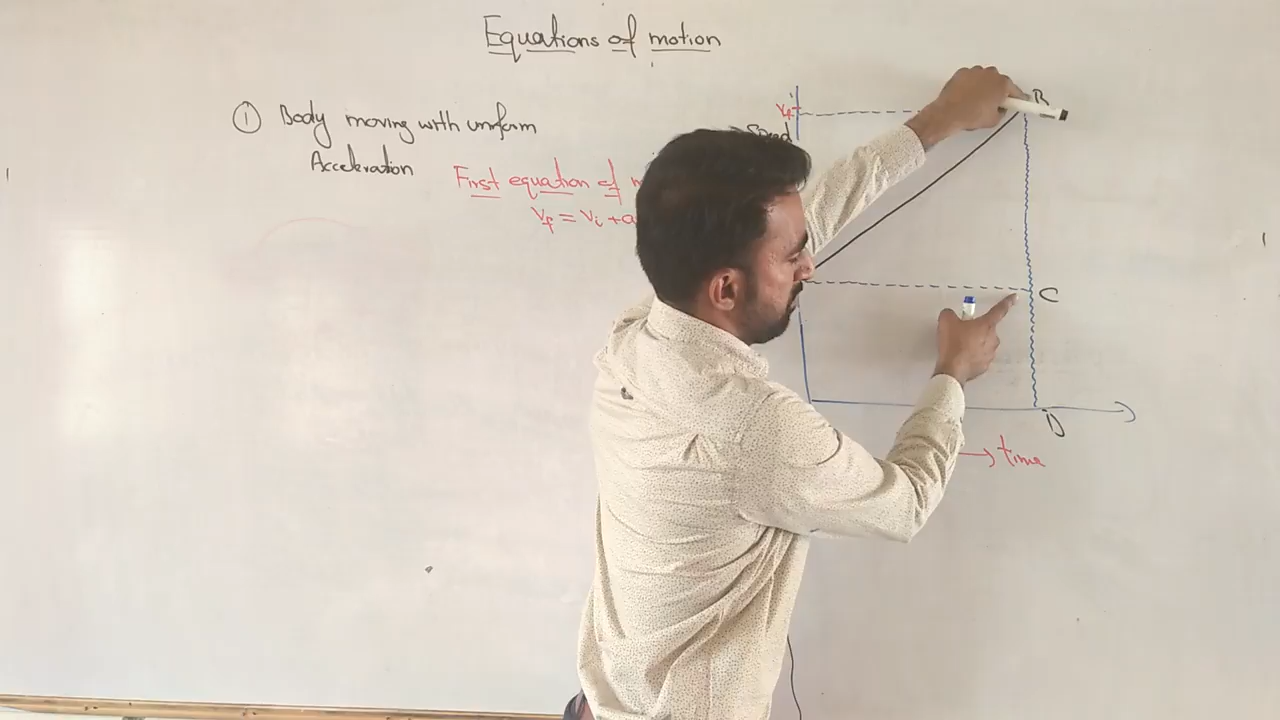 Equations of motion
① Body moving with uniform
Acceleration
First equation of
Vf = Vi + a
Vf
Speed
B
C
D
→ time